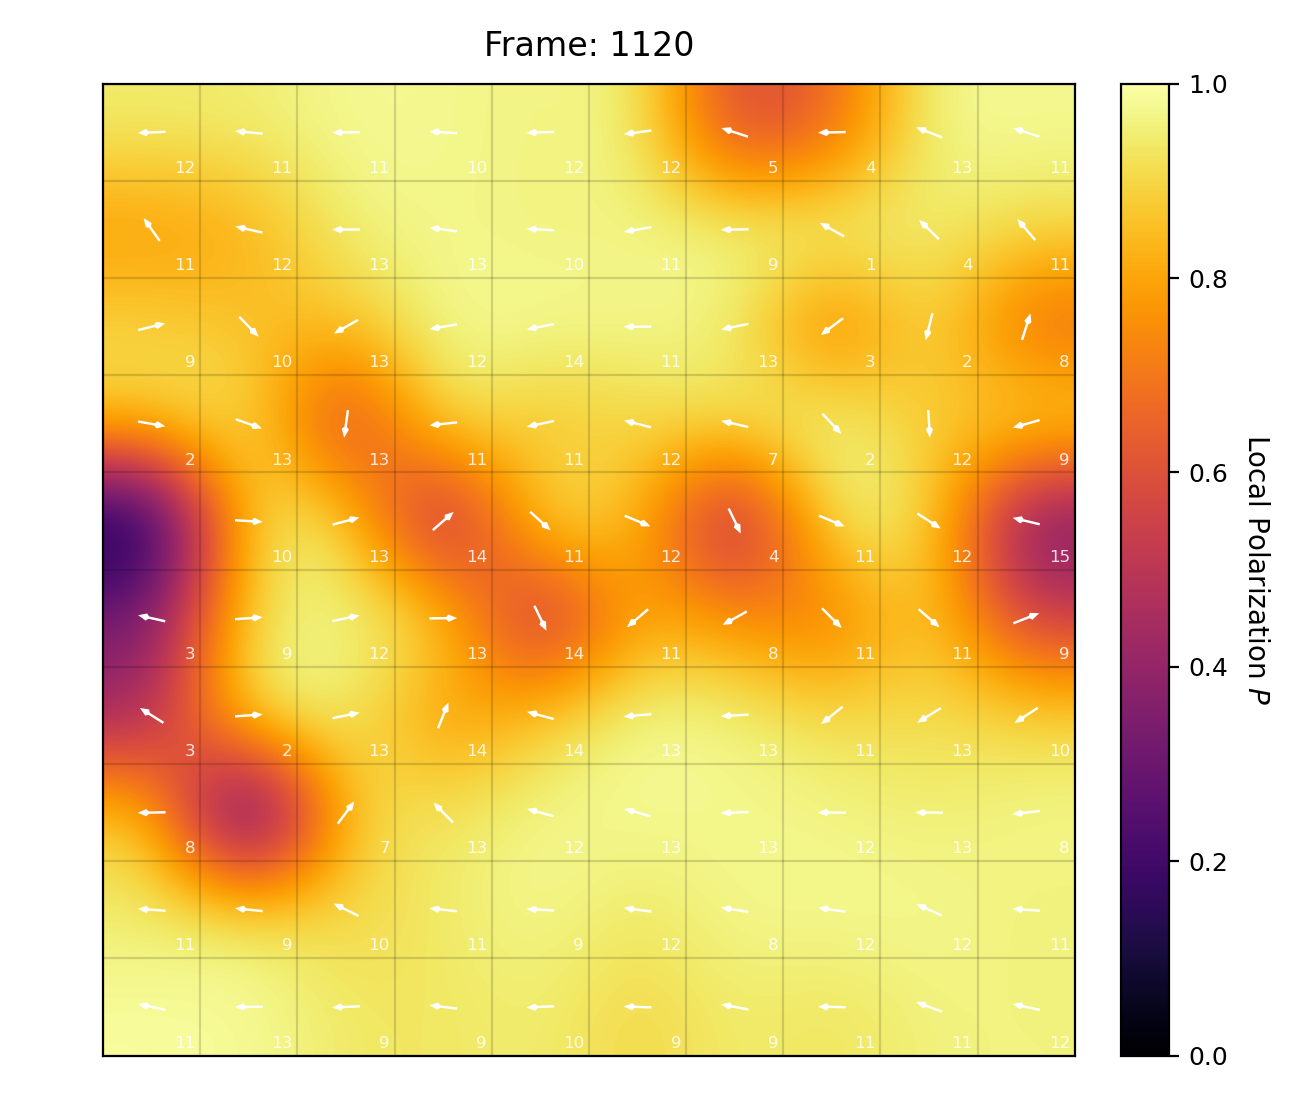 Frame: 1120
12 11 11 10 12 12 5 4 13 11
11 12 13 13 10 11 9 1 4 11
9 10 13 12 14 11 13 3 2 8
2 13 13 11 11 12 7 2 12 9
10 13 14 11 12 4 11 12 15
3 9 12 13 14 11 8 11 11 9
3 2 13 14 14 13 13 11 13 10
8 7 13 12 13 13 12 13 8
11 9 10 11 9 12 8 12 12 11
11 13 9 9 10 9 9 11 11 12
1.0
0.8
0.6
0.4
0.2
0.0
Local Polarization P